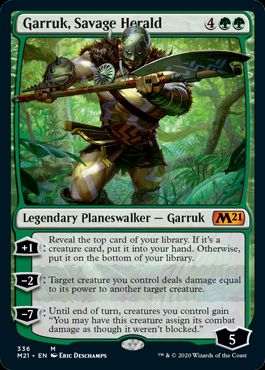 Garruk, Savage Herald 4
Legendary Planeswalker — Garruk M21
+1 Reveal the top card of your library. If it's a
creature card, put it into your hand. Otherwise,
put it on the bottom of your library.
-2 Target creature you control deals damage equal
to its power to another target creature.
-7 Until end of turn, creatures you control gain
"You may have this creature assign its combat
damage as though it weren't blocked."
5
336 M
M21 • EN Eric Deschamps ™ & © 2020 Wizards of the Coast